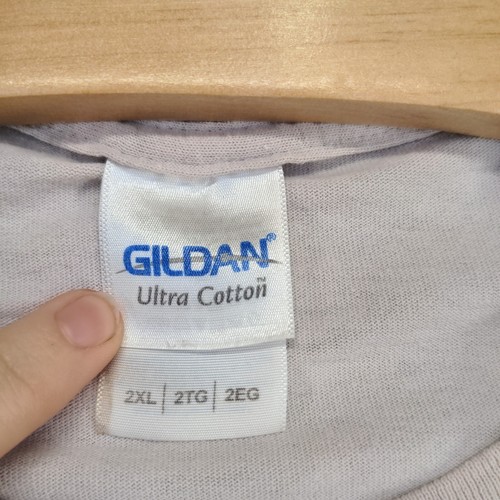 GILDAN®
Ultra Cotton™
2XL | 2TG | 2EG